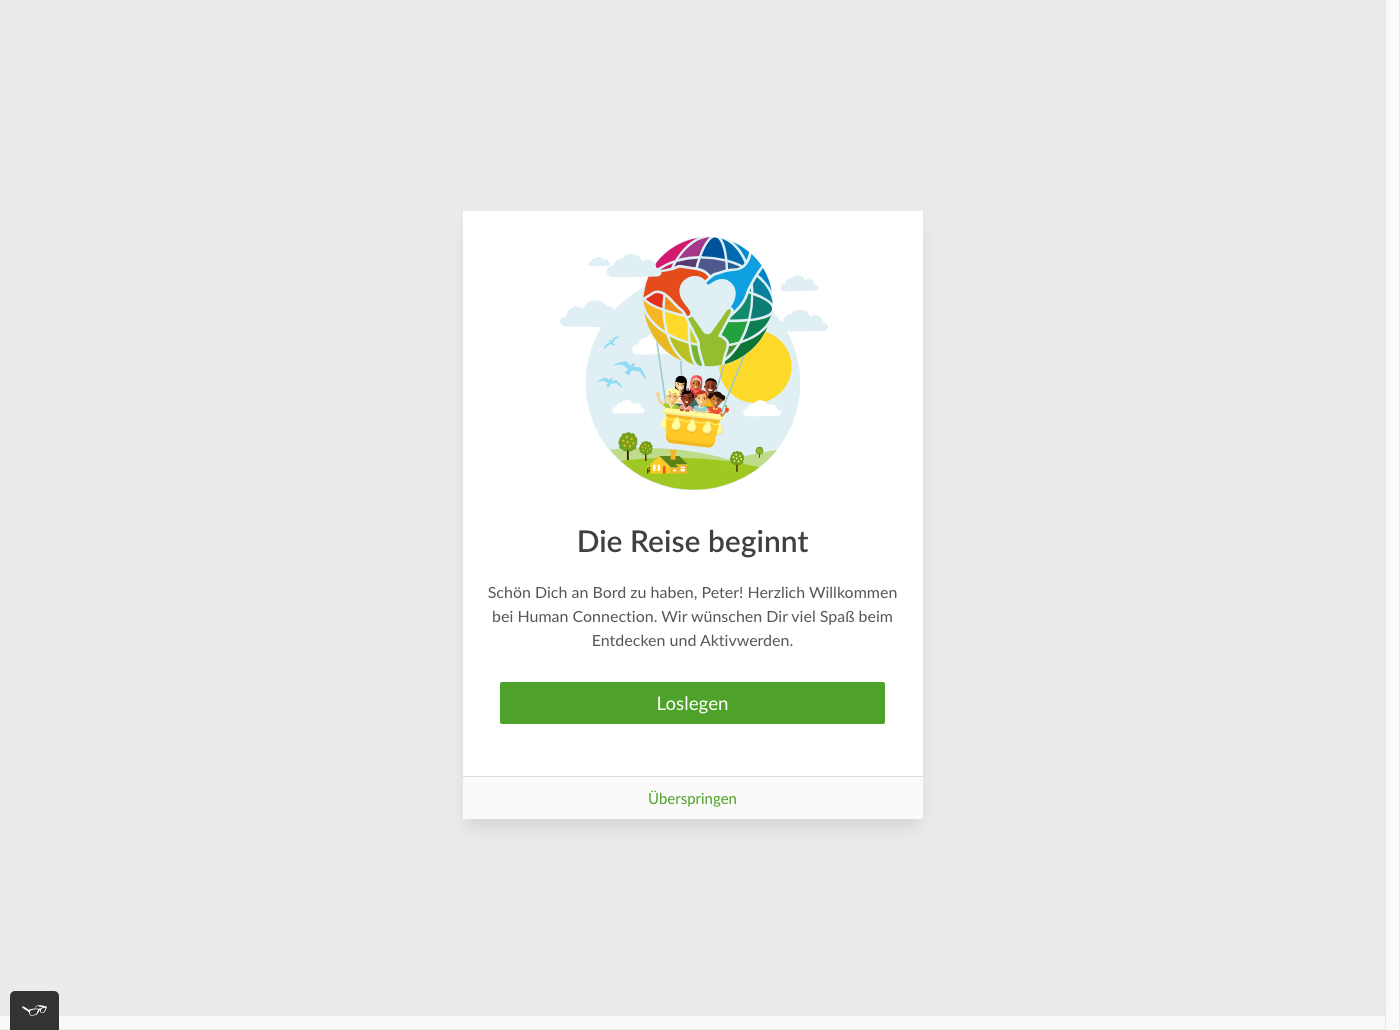 Die Reise beginnt
Schön Dich an Bord zu haben, Peter! Herzlich Willkommen
bei Human Connection. Wir wünschen Dir viel Spaß beim
Entdecken und Aktivwerden.
Loslegen
Überspringen